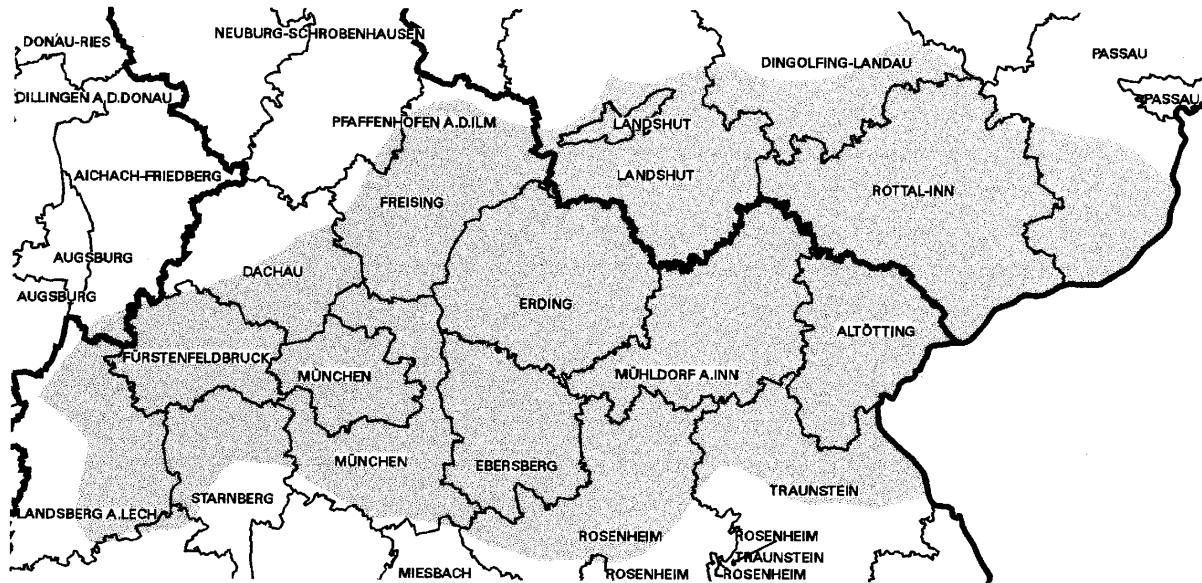 NEUBURG-SCHROBENHAUSEN
DONAU-RIES
PASSAU
DINGOLFING-LANDAU
DILLINGEN A.D.DONAU
PASSAU
PFAFFENHOFEN A.D.ILM
LANDSHUT
AICHACH-FRIEDBERG
LANDSHUT
ROTTAL-INN
FREISING
AUGSBURG
DACHAU
AUGSBURG
ERDING
ALTÖTTING
FÜRSTENFELDBRUCK
MÜNCHEN
MÜHLDORF A.INN
MÜNCHEN
EBERSBERG
STARNBERG
TRAUNSTEIN
LANDSBERG A.LECH
ROSENHEIM
ROSENHEIM
TRAUNSTEIN
MIESBACH
ROSENHEIM
ROSENHEIM